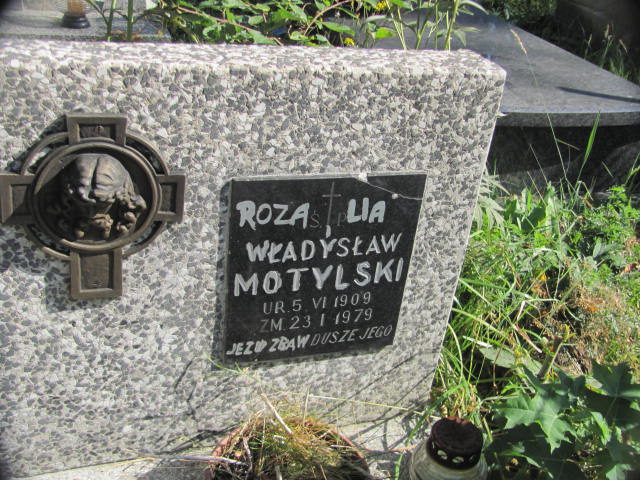 ROZA Ś.†P. LIA
WŁADYSŁAW
MOTYLSKI
UR. 5. VI 1909
ZM. 23 I 1979
JEZU ZBAW DUSZE JEGO